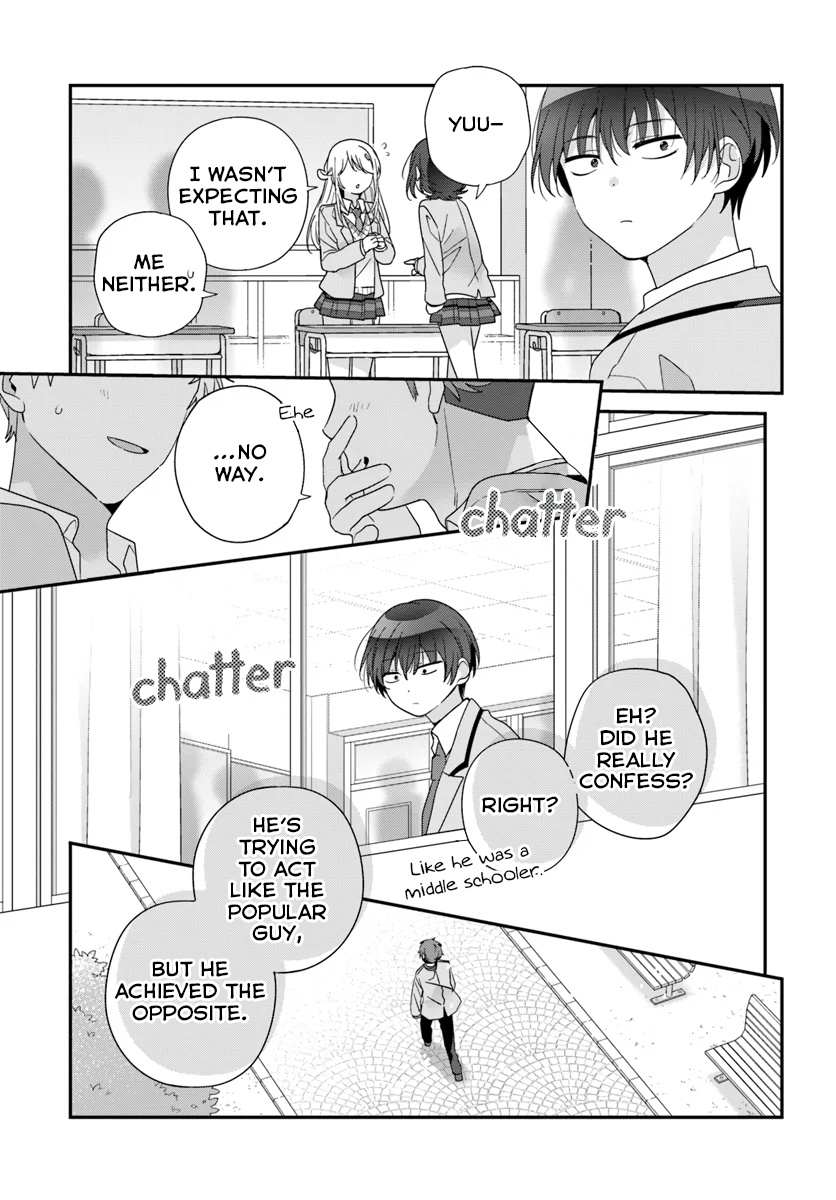 YUU–
I WASN'T
EXPECTING
THAT.
ME
NEITHER.
Ehe
...NO
WAY.
chatter
chatter
EH?
DID HE
REALLY
CONFESS?
RIGHT?
Like he was a
middle schooler.
HE'S
TRYING
TO ACT
LIKE THE
POPULAR
GUY,
BUT HE
ACHIEVED THE
OPPOSITE.